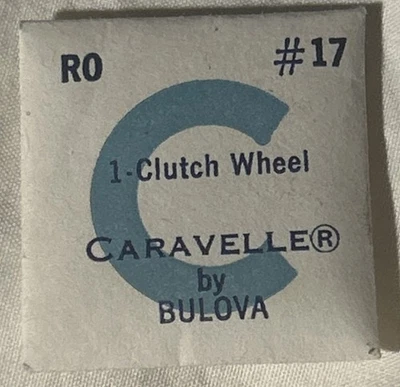 RO #17
1-Clutch Wheel
CARAVELLE®
by
BULOVA